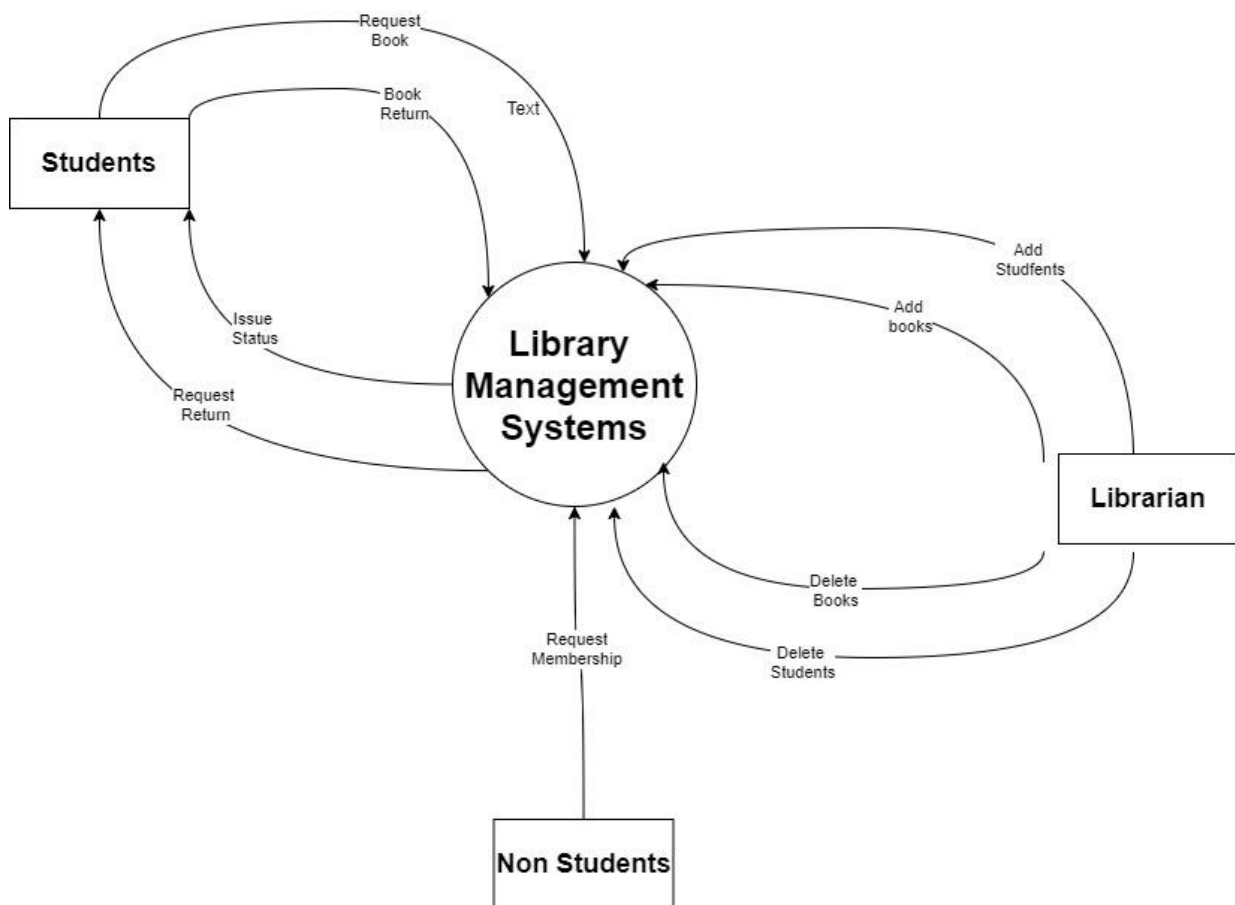 Request
Book
Book
Return
Text
Students
Add
Studfents
Issue
Status
Add
books
Library
Management
Systems
Request
Return
Librarian
Delete
Books
Request
Membership
Delete
Students
Non Students